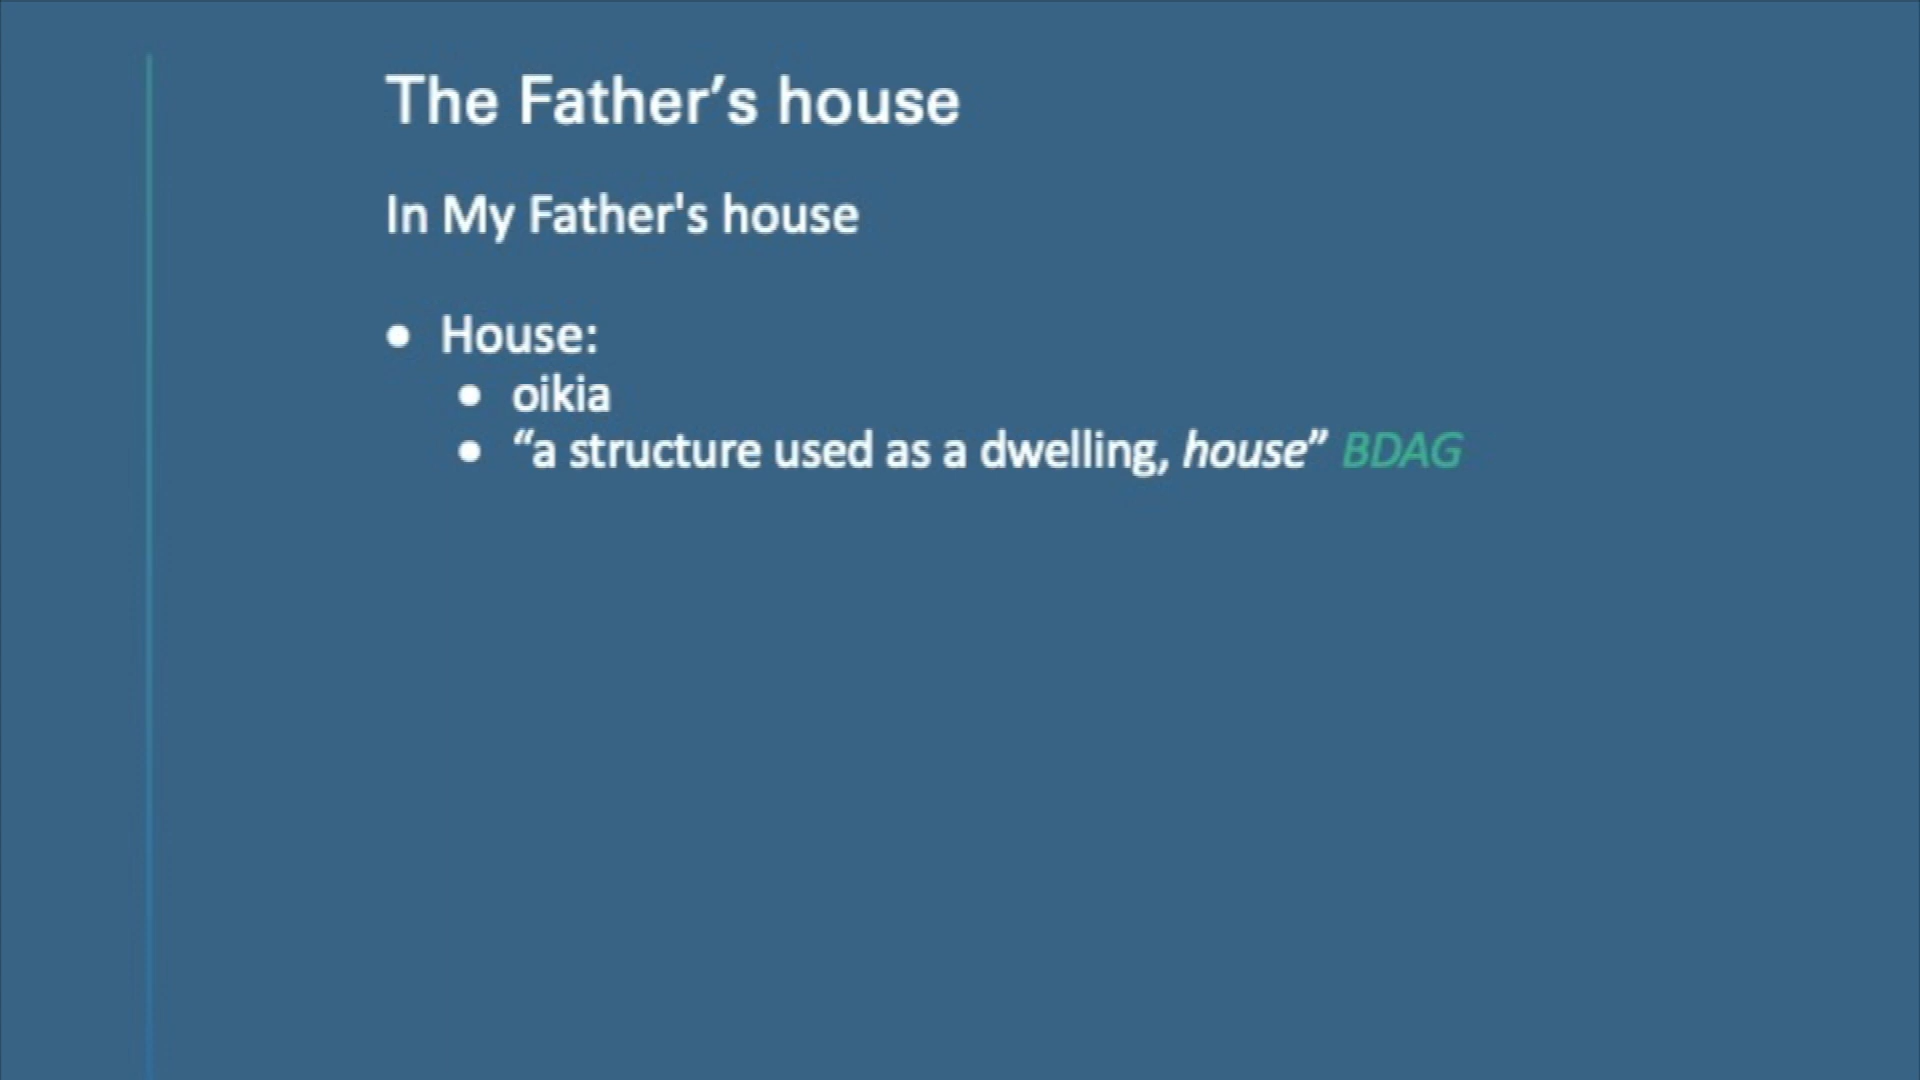 The Father’s house
In My Father's house
• House:
• oikia
• “a structure used as a dwelling, house” BDAG